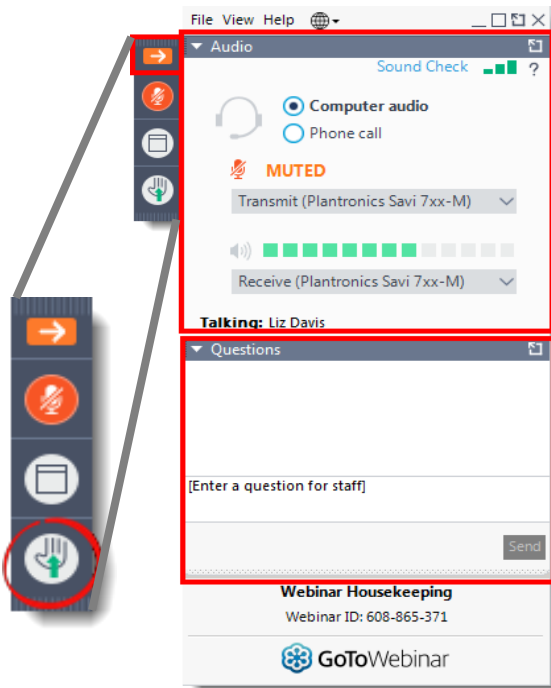 File View Help
Audio
Sound Check ?
Computer audio
Phone call
MUTED
Transmit (Plantronics Savi 7xx-M)
Receive (Plantronics Savi 7xx-M)
Talking: Liz Davis
Questions
[Enter a question for staff]
Send
Webinar Housekeeping
Webinar ID: 608-865-371
GoToWebinar